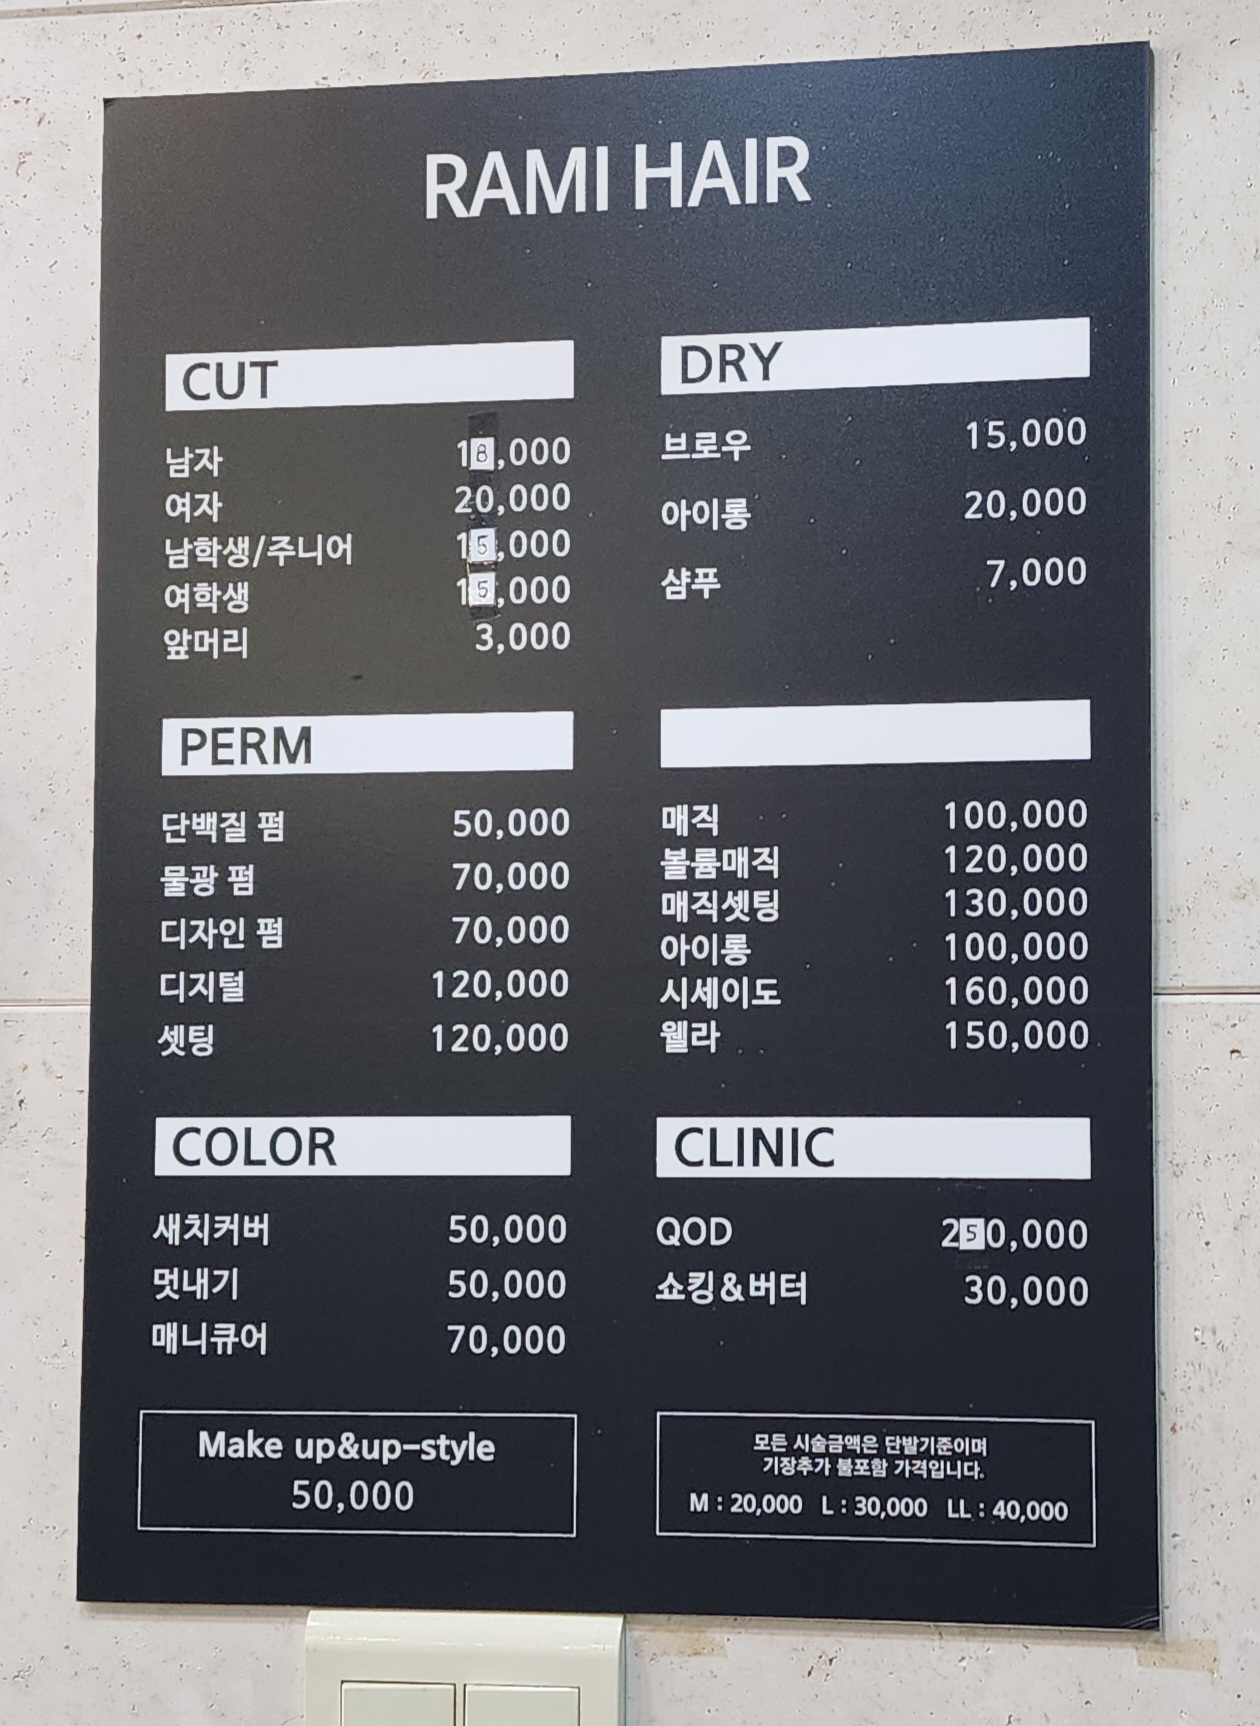 RAMI HAIR
CUT
남자 18,000
여자 20,000
남학생/주니어 15,000
여학생 15,000
앞머리 3,000
DRY
브로우 15,000
아이롱 20,000
샴푸 7,000
PERM
단백질 펌 50,000
물광 펌 70,000
디자인 펌 70,000
디지털 120,000
셋팅 120,000
매직 100,000
볼륨매직 120,000
매직셋팅 130,000
아이롱 100,000
시세이도 160,000
웰라 150,000
COLOR
새치커버 50,000
멋내기 50,000
매니큐어 70,000
CLINIC
QOD 250,000
쇼킹&버터 30,000
Make up&up-style
50,000
모든 시술금액은 단발기준이며
기장추가 불포함 가격입니다.
M : 20,000 L : 30,000 LL : 40,000